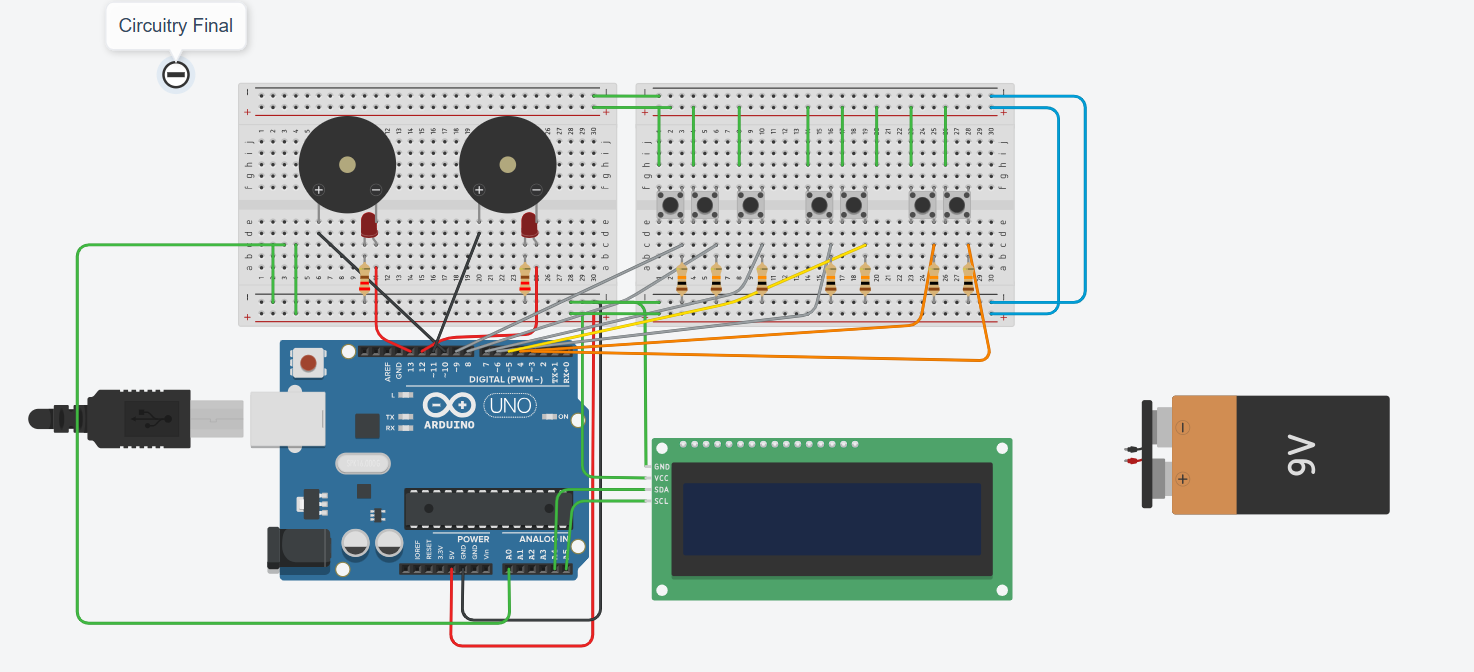 Circuitry Final
AREF
GND
13
12
~11
~10
~9
8
7
~6
~5
4
~3
2
TX→1
RX←0
DIGITAL (PWM~)
L
TX
RX
UNO
ON
ARDUINO
POWER
ANALOG IN
IOREF
RESET
3.3V
5V
GND
GND
Vin
A0
A1
A2
A3
GND
VCC
SDA
SCL
9V